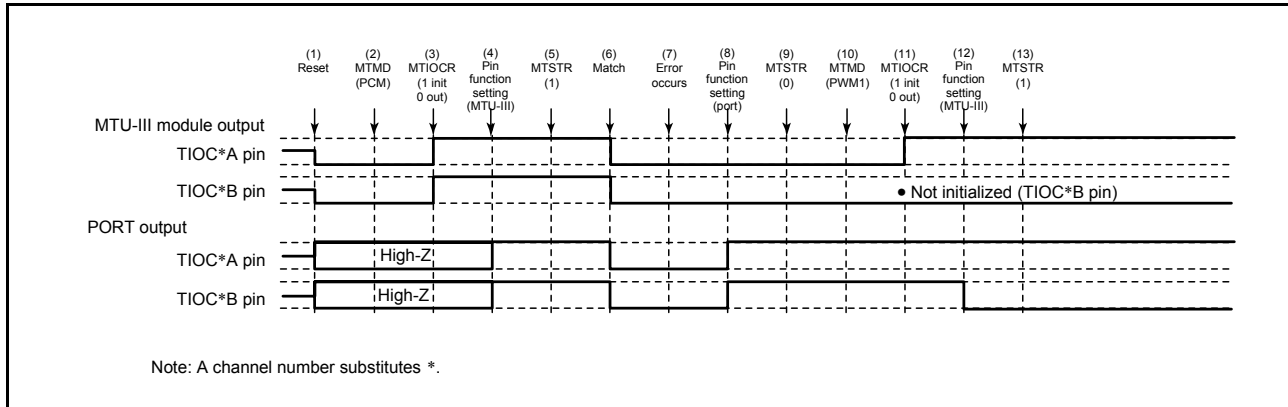 (1) Reset
(2) MTMD (PCM)
(3) MTIOCR (1 init 0 out)
(4) Pin function setting (MTU-III)
(5) MTSTR (1)
(6) Match
(7) Error occurs
(8) Pin function setting (port)
(9) MTSTR (0)
(10) MTMD (PWM1)
(11) MTIOCR (1 init 0 out)
(12) Pin function setting (MTU-III)
(13) MTSTR (1)
MTU-III module output
TIOC*A pin
TIOC*B pin
• Not initialized (TIOC*B pin)
PORT output
TIOC*A pin
High-Z
TIOC*B pin
High-Z
Note: A channel number substitutes *.